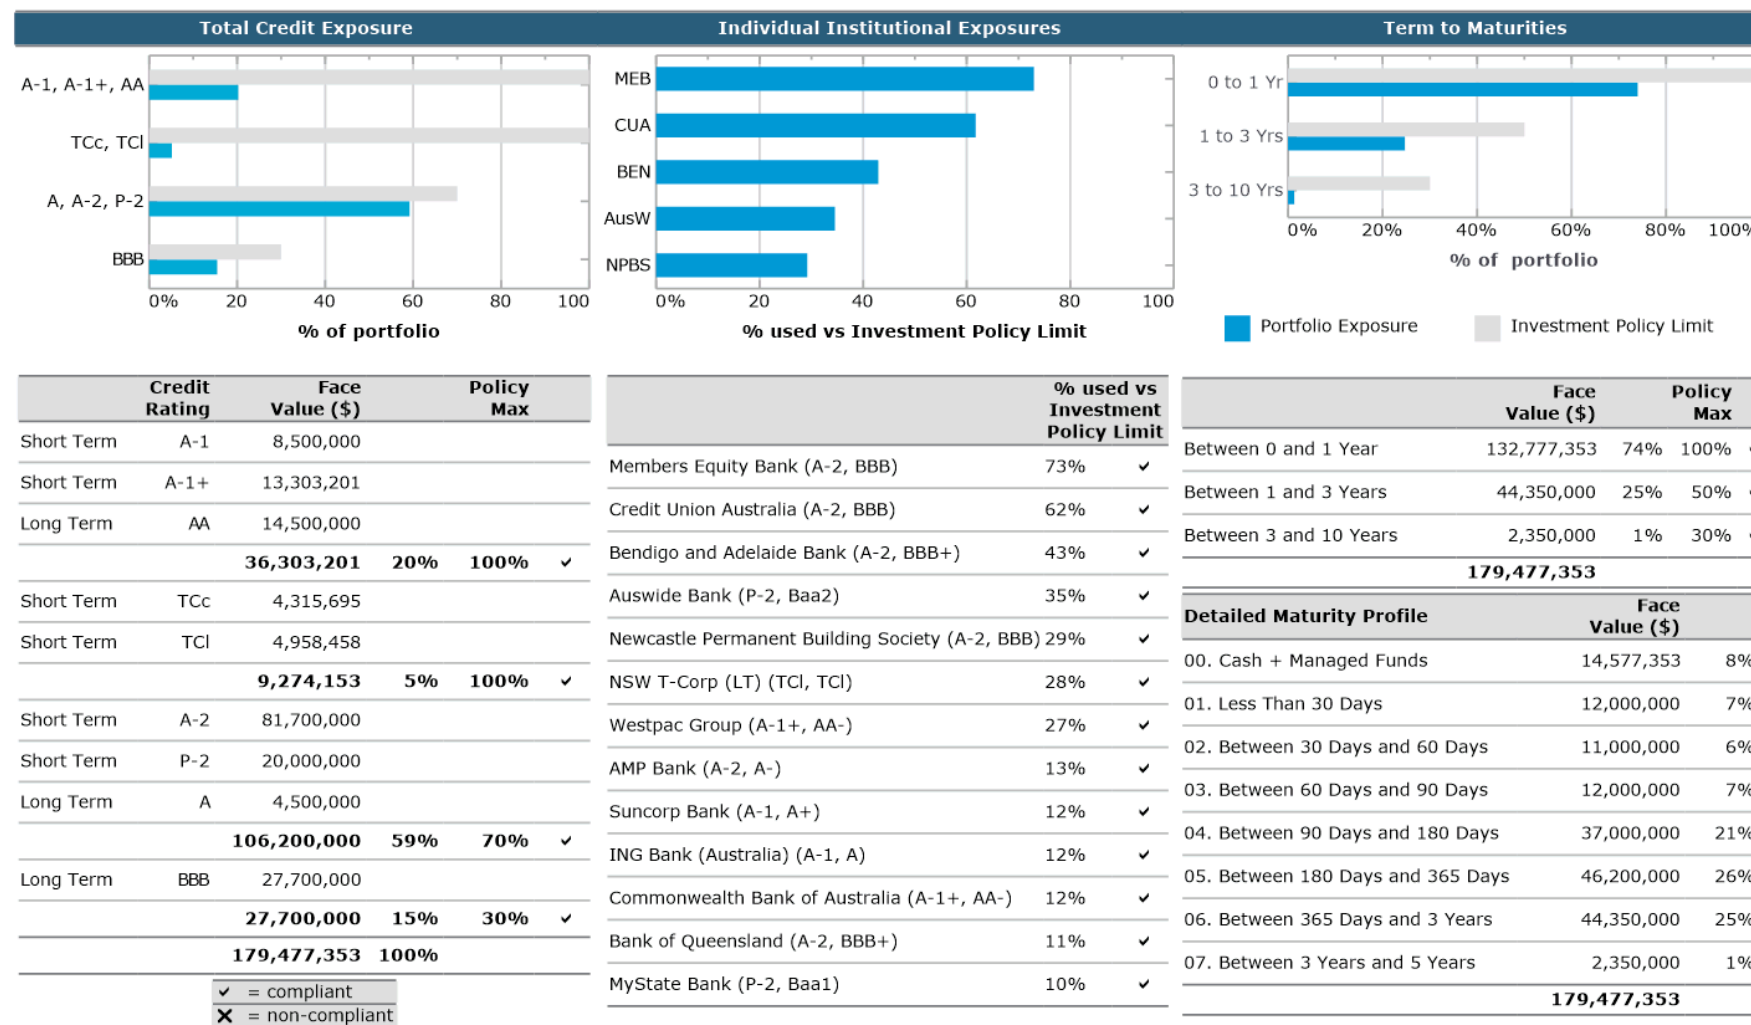 Total Credit Exposure
A-1, A-1+, AA
TCc, TCl
A, A-2, P-2
BBB
0% 20 40 60 80 100
% of portfolio
Individual Institutional Exposures
MEB
CUA
BEN
AusW
NPBS
0% 20 40 60 80 100
% used vs Investment Policy Limit
Term to Maturities
0 to 1 Yr
1 to 3 Yrs
3 to 10 Yrs
0% 20% 40% 60% 80% 100%
% of portfolio
Portfolio Exposure Investment Policy Limit
Credit Rating Face Value ($) Policy Max
Short Term A-1 8,500,000
Short Term A-1+ 13,303,201
Long Term AA 14,500,000
36,303,201 20% 100% ✓
Short Term TCc 4,315,695
Short Term TCl 4,958,458
9,274,153 5% 100% ✓
Short Term A-2 81,700,000
Short Term P-2 20,000,000
Long Term A 4,500,000
106,200,000 59% 70% ✓
Long Term BBB 27,700,000
27,700,000 15% 30% ✓
179,477,353 100%
✓ = compliant
✗ = non-compliant
% used vs
Investment
Policy Limit
Members Equity Bank (A-2, BBB) 73% ✓
Credit Union Australia (A-2, BBB) 62% ✓
Bendigo and Adelaide Bank (A-2, BBB+) 43% ✓
Auswide Bank (P-2, Baa2) 35% ✓
Newcastle Permanent Building Society (A-2, BBB) 29% ✓
NSW T-Corp (LT) (TCl, TCl) 28% ✓
Westpac Group (A-1+, AA-) 27% ✓
AMP Bank (A-2, A-) 13% ✓
Suncorp Bank (A-1, A+) 12% ✓
ING Bank (Australia) (A-1, A) 12% ✓
Commonwealth Bank of Australia (A-1+, AA-) 12% ✓
Bank of Queensland (A-2, BBB+) 11% ✓
MyState Bank (P-2, Baa1) 10% ✓
Face Value ($) Policy Max
Between 0 and 1 Year 132,777,353 74% 100%
Between 1 and 3 Years 44,350,000 25% 50%
Between 3 and 10 Years 2,350,000 1% 30%
179,477,353
Detailed Maturity Profile Face Value ($)
00. Cash + Managed Funds 14,577,353 8%
01. Less Than 30 Days 12,000,000 7%
02. Between 30 Days and 60 Days 11,000,000 6%
03. Between 60 Days and 90 Days 12,000,000 7%
04. Between 90 Days and 180 Days 37,000,000 21%
05. Between 180 Days and 365 Days 46,200,000 26%
06. Between 365 Days and 3 Years 44,350,000 25%
07. Between 3 Years and 5 Years 2,350,000 1%
179,477,353